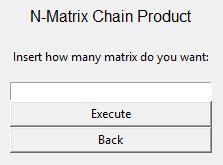 N-Matrix Chain Product
Insert how many matrix do you want:
Execute
Back